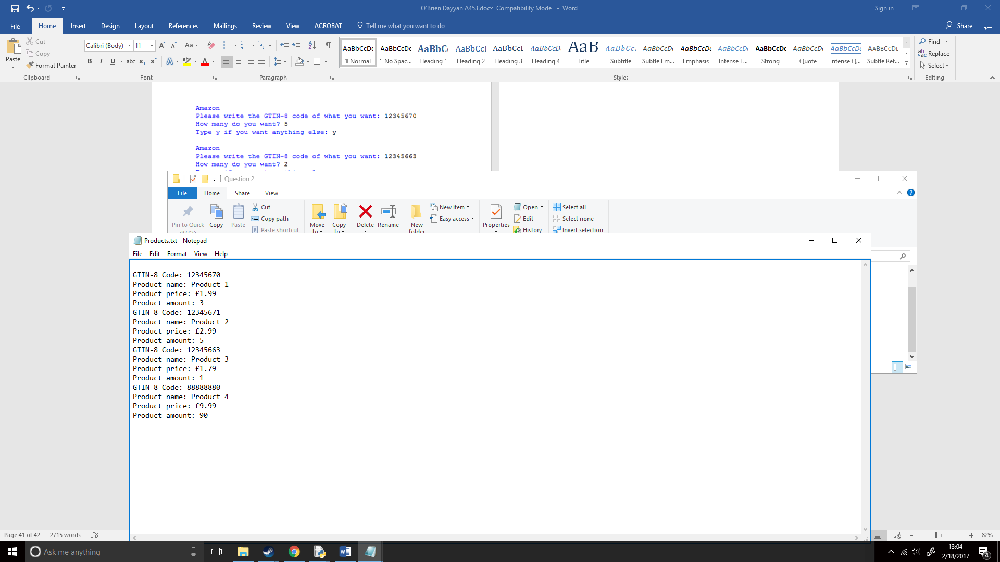 O'Brien Dayyan A453.docx [Compatibility Mode] - Word
Sign in
File Home Insert Design Layout References Mailings Review View ACROBAT Tell me what you want to do
Share
Paste
Cut
Copy
Format Painter
Clipboard
Calibri (Body) 11
Font
Paragraph
AaBbCcDc AaBbCcDc AaBbC AaBbCcI AaBbCcI AaBbCcD AaB AaBbCc AaBbCcDc AaBbCcDc AaBbCcDc AaBbCcDc AaBbCcDc AaBbCcDc AaBbCcDc
¶ Normal ¶ No Spac... Heading 1 Heading 2 Heading 3 Heading 4 Title Subtitle Subtle Em... Emphasis Intense E... Strong Quote Intense Q... Subtle Ref...
Styles
Find
Replace
Select
Editing
Amazon
Please write the GTIN-8 code of what you want: 12345670
How many do you want? 5
Type y if you want anything else: y
Amazon
Please write the GTIN-8 code of what you want: 12345663
How many do you want? 2
Question 2
File Home Share View
Pin to Quick access
Copy
Paste
Cut
Copy path
Paste shortcut
Move to
Copy to
Delete
Rename
New folder
New item
Easy access
Properties
Open
Edit
History
Select all
Select none
Invert selection
Products.txt - Notepad
File Edit Format View Help
GTIN-8 Code: 12345670
Product name: Product 1
Product price: £1.99
Product amount: 3
GTIN-8 Code: 12345671
Product name: Product 2
Product price: £2.99
Product amount: 5
GTIN-8 Code: 12345663
Product name: Product 3
Product price: £1.79
Product amount: 1
GTIN-8 Code: 88888880
Product name: Product 4
Product price: £9.99
Product amount: 90
Page 41 of 42 2715 words
82%
Ask me anything
13:04
2/18/2017
4